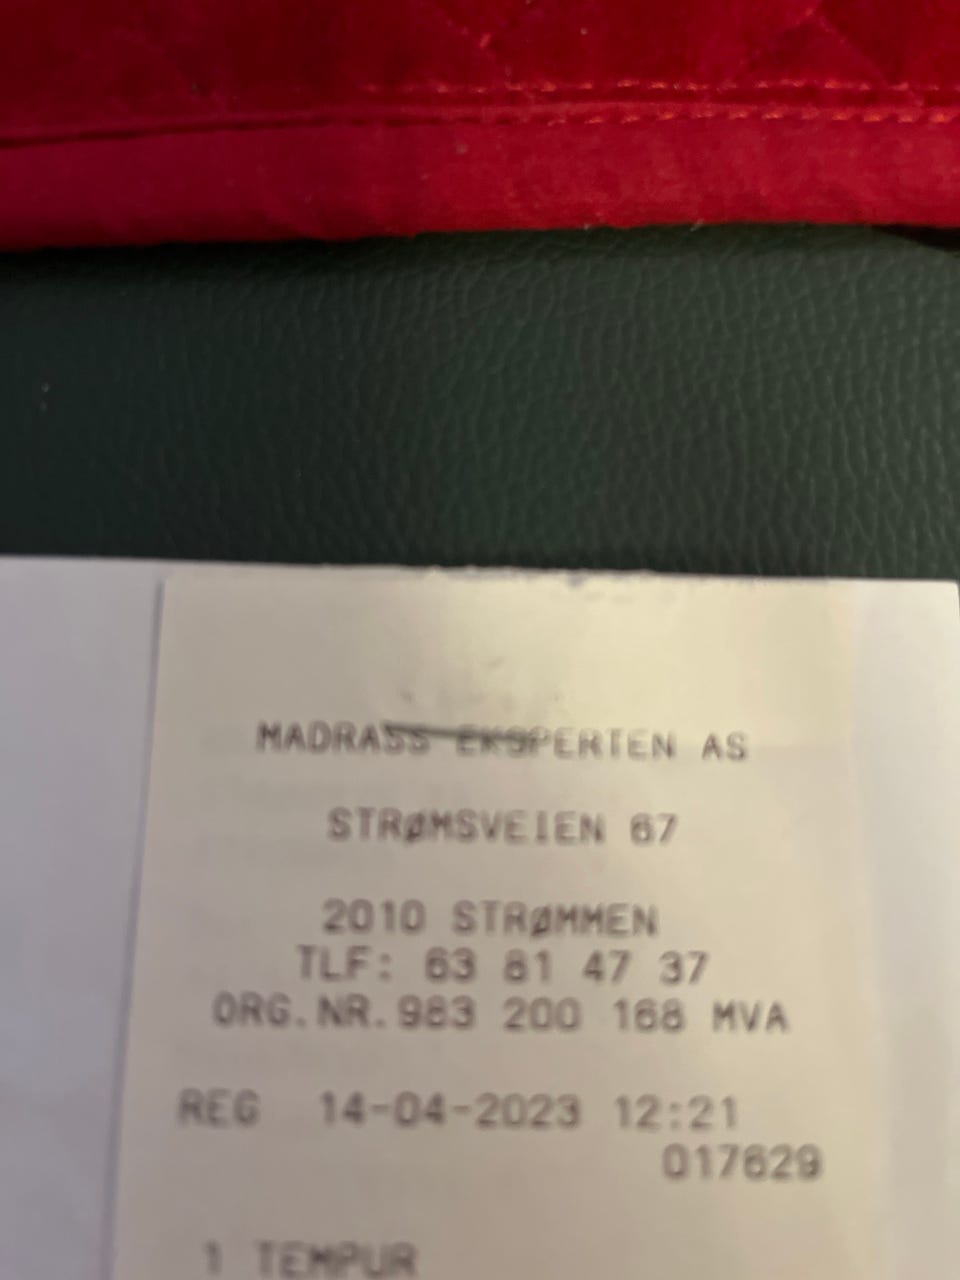 MADRASS EKSPERTEN AS
STRØMSVEIEN 67
2010 STRØMMEN
TLF: 63 81 47 37
ORG.NR.983 200 168 MVA
REG 14-04-2023 12:21
017629
1 TEMPUR